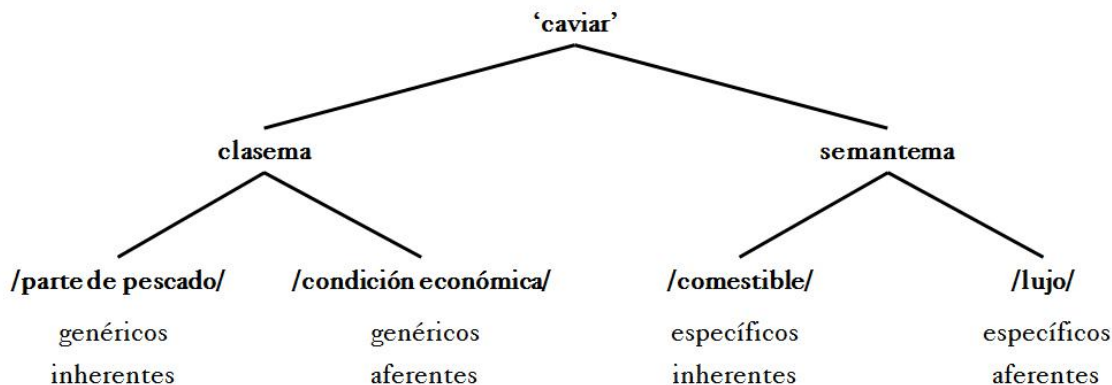 ‘caviar’
clasema semantema
/parte de pescado/ /condición económica/ /comestible/ /lujo/
genéricos genéricos específicos específicos
inherentes aferentes inherentes aferentes